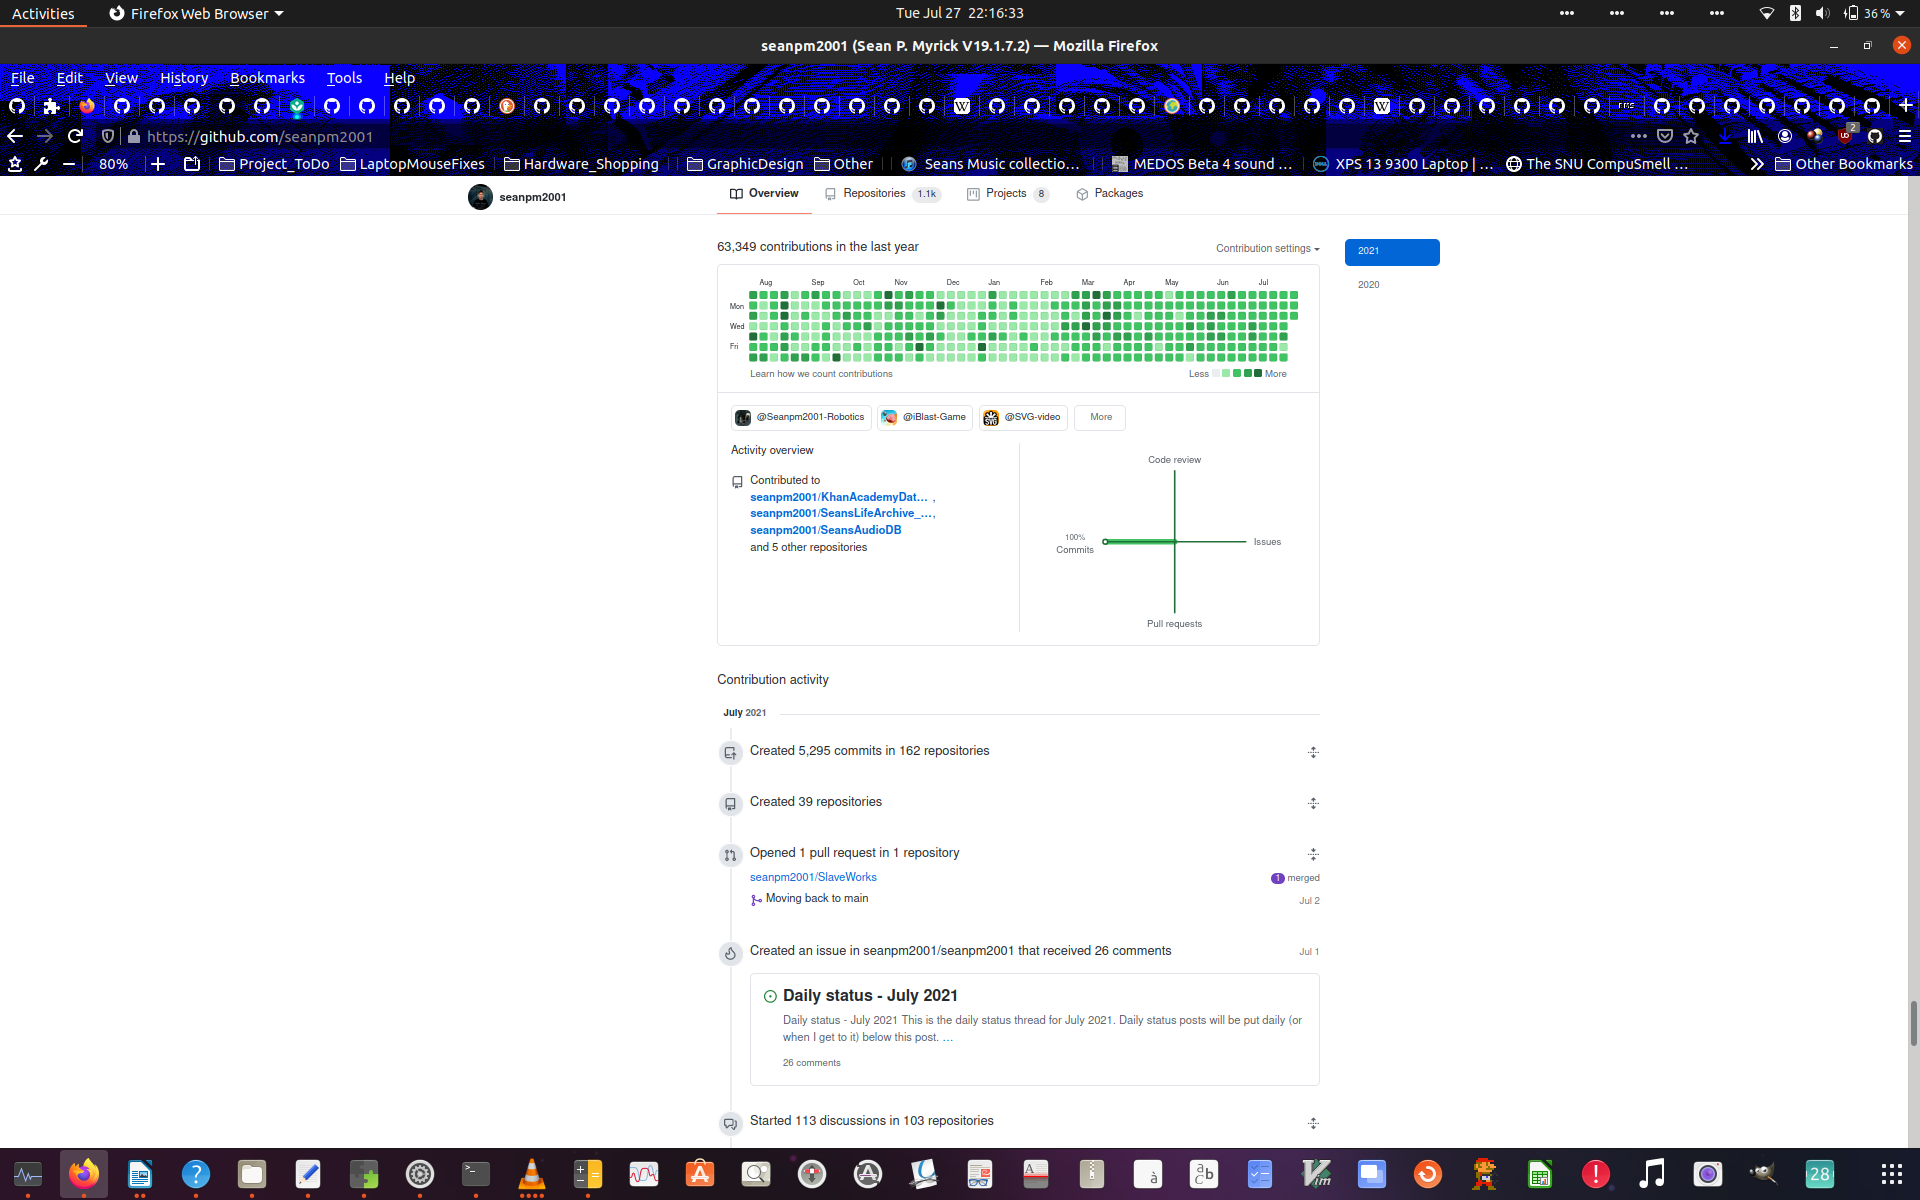 Activities
Firefox Web Browser
Tue Jul 27 22:16:33
36 %
seanpm2001 (Sean P. Myrick V19.1.7.2) — Mozilla Firefox
File Edit View History Bookmarks Tools Help
https://github.com/seanpm2001
2
80%
Project_ToDo
LaptopMouseFixes
Hardware_Shopping
GraphicDesign
Other
Seans Music collectio...
MEDOS Beta 4 sound ...
XPS 13 9300 Laptop | ...
The SNU CompuSmell ...
Other Bookmarks
seanpm2001
Overview
Repositories 1.1k
Projects 8
Packages
63,349 contributions in the last year
Contribution settings
2021
2020
Aug Sep Oct Nov Dec Jan Feb Mar Apr May Jun Jul
Mon
Wed
Fri
Learn how we count contributions
Less
More
@Seanpm2001-Robotics
@iBlast-Game
@SVG-video
More
Activity overview
Contributed to
seanpm2001/KhanAcademyDat... ,
seanpm2001/SeansLifeArchive_...,
seanpm2001/SeansAudioDB
and 5 other repositories
Code review
100%
Commits
Issues
Pull requests
Contribution activity
July 2021
Created 5,295 commits in 162 repositories
Created 39 repositories
Opened 1 pull request in 1 repository
seanpm2001/SlaveWorks
1 merged
Moving back to main
Jul 2
Created an issue in seanpm2001/seanpm2001 that received 26 comments
Jul 1
Daily status - July 2021
Daily status - July 2021 This is the daily status thread for July 2021. Daily status posts will be put daily (or
when I get to it) below this post. ...
26 comments
Started 113 discussions in 103 repositories
28